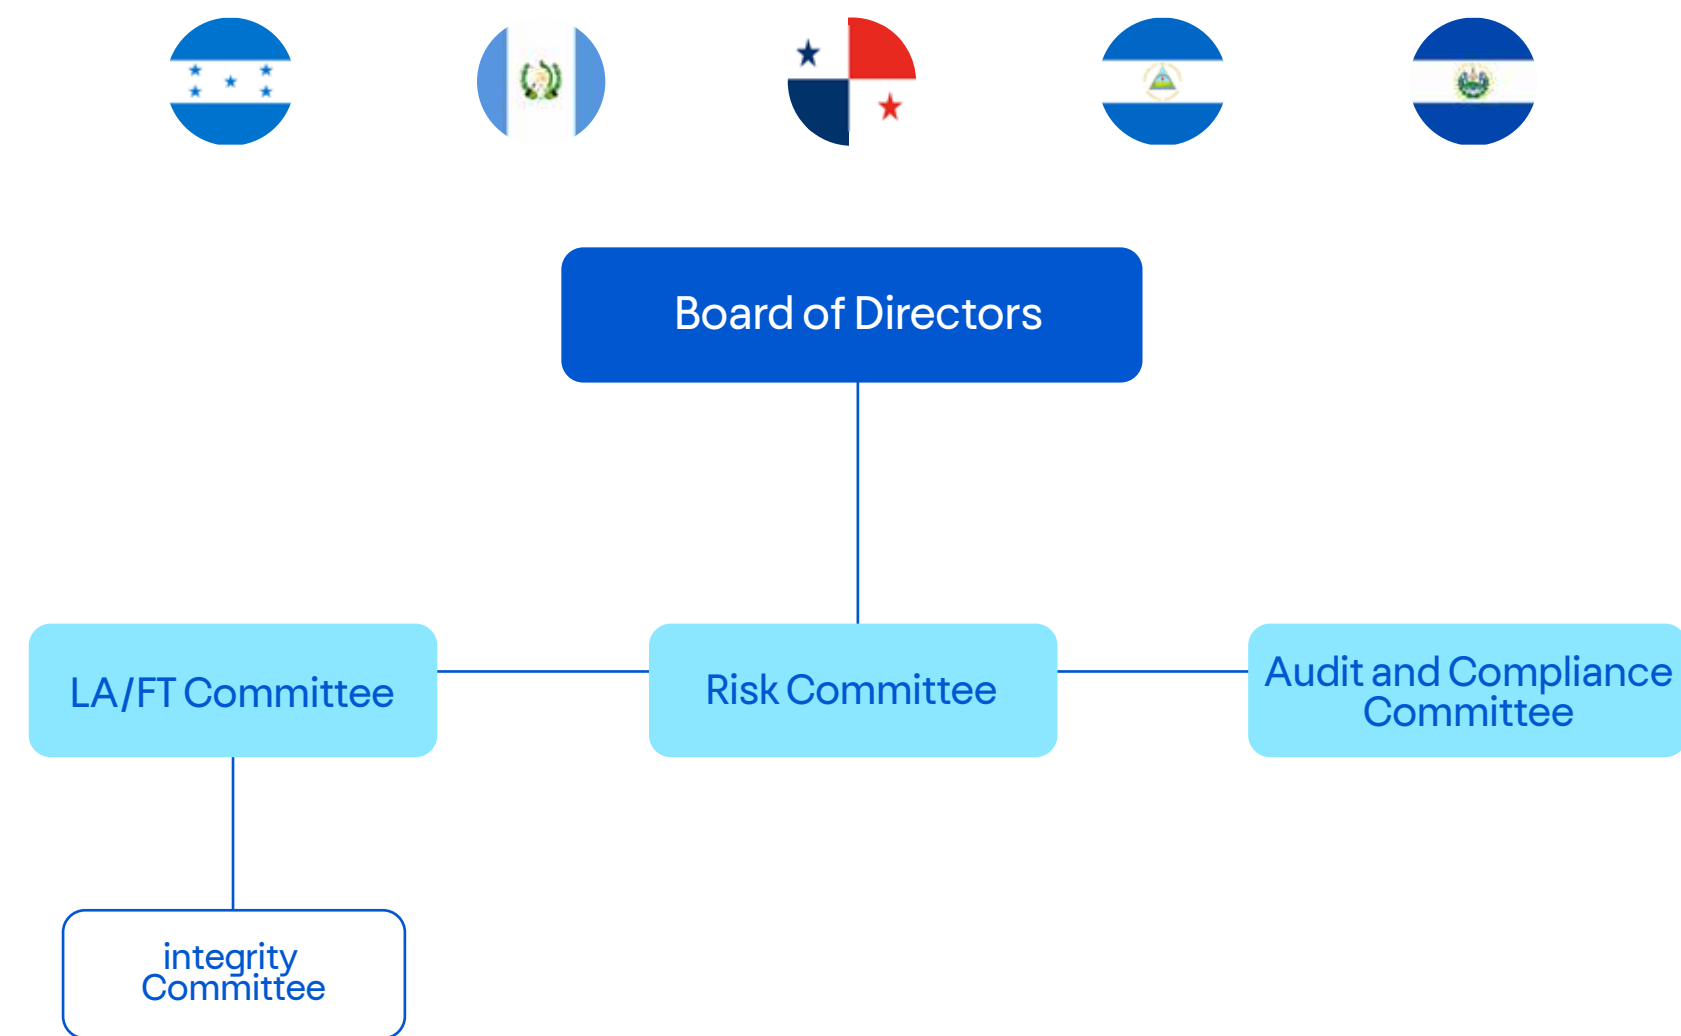 Board of Directors
LA/FT Committee
Risk Committee
Audit and Compliance
Committee
integrity
Committee